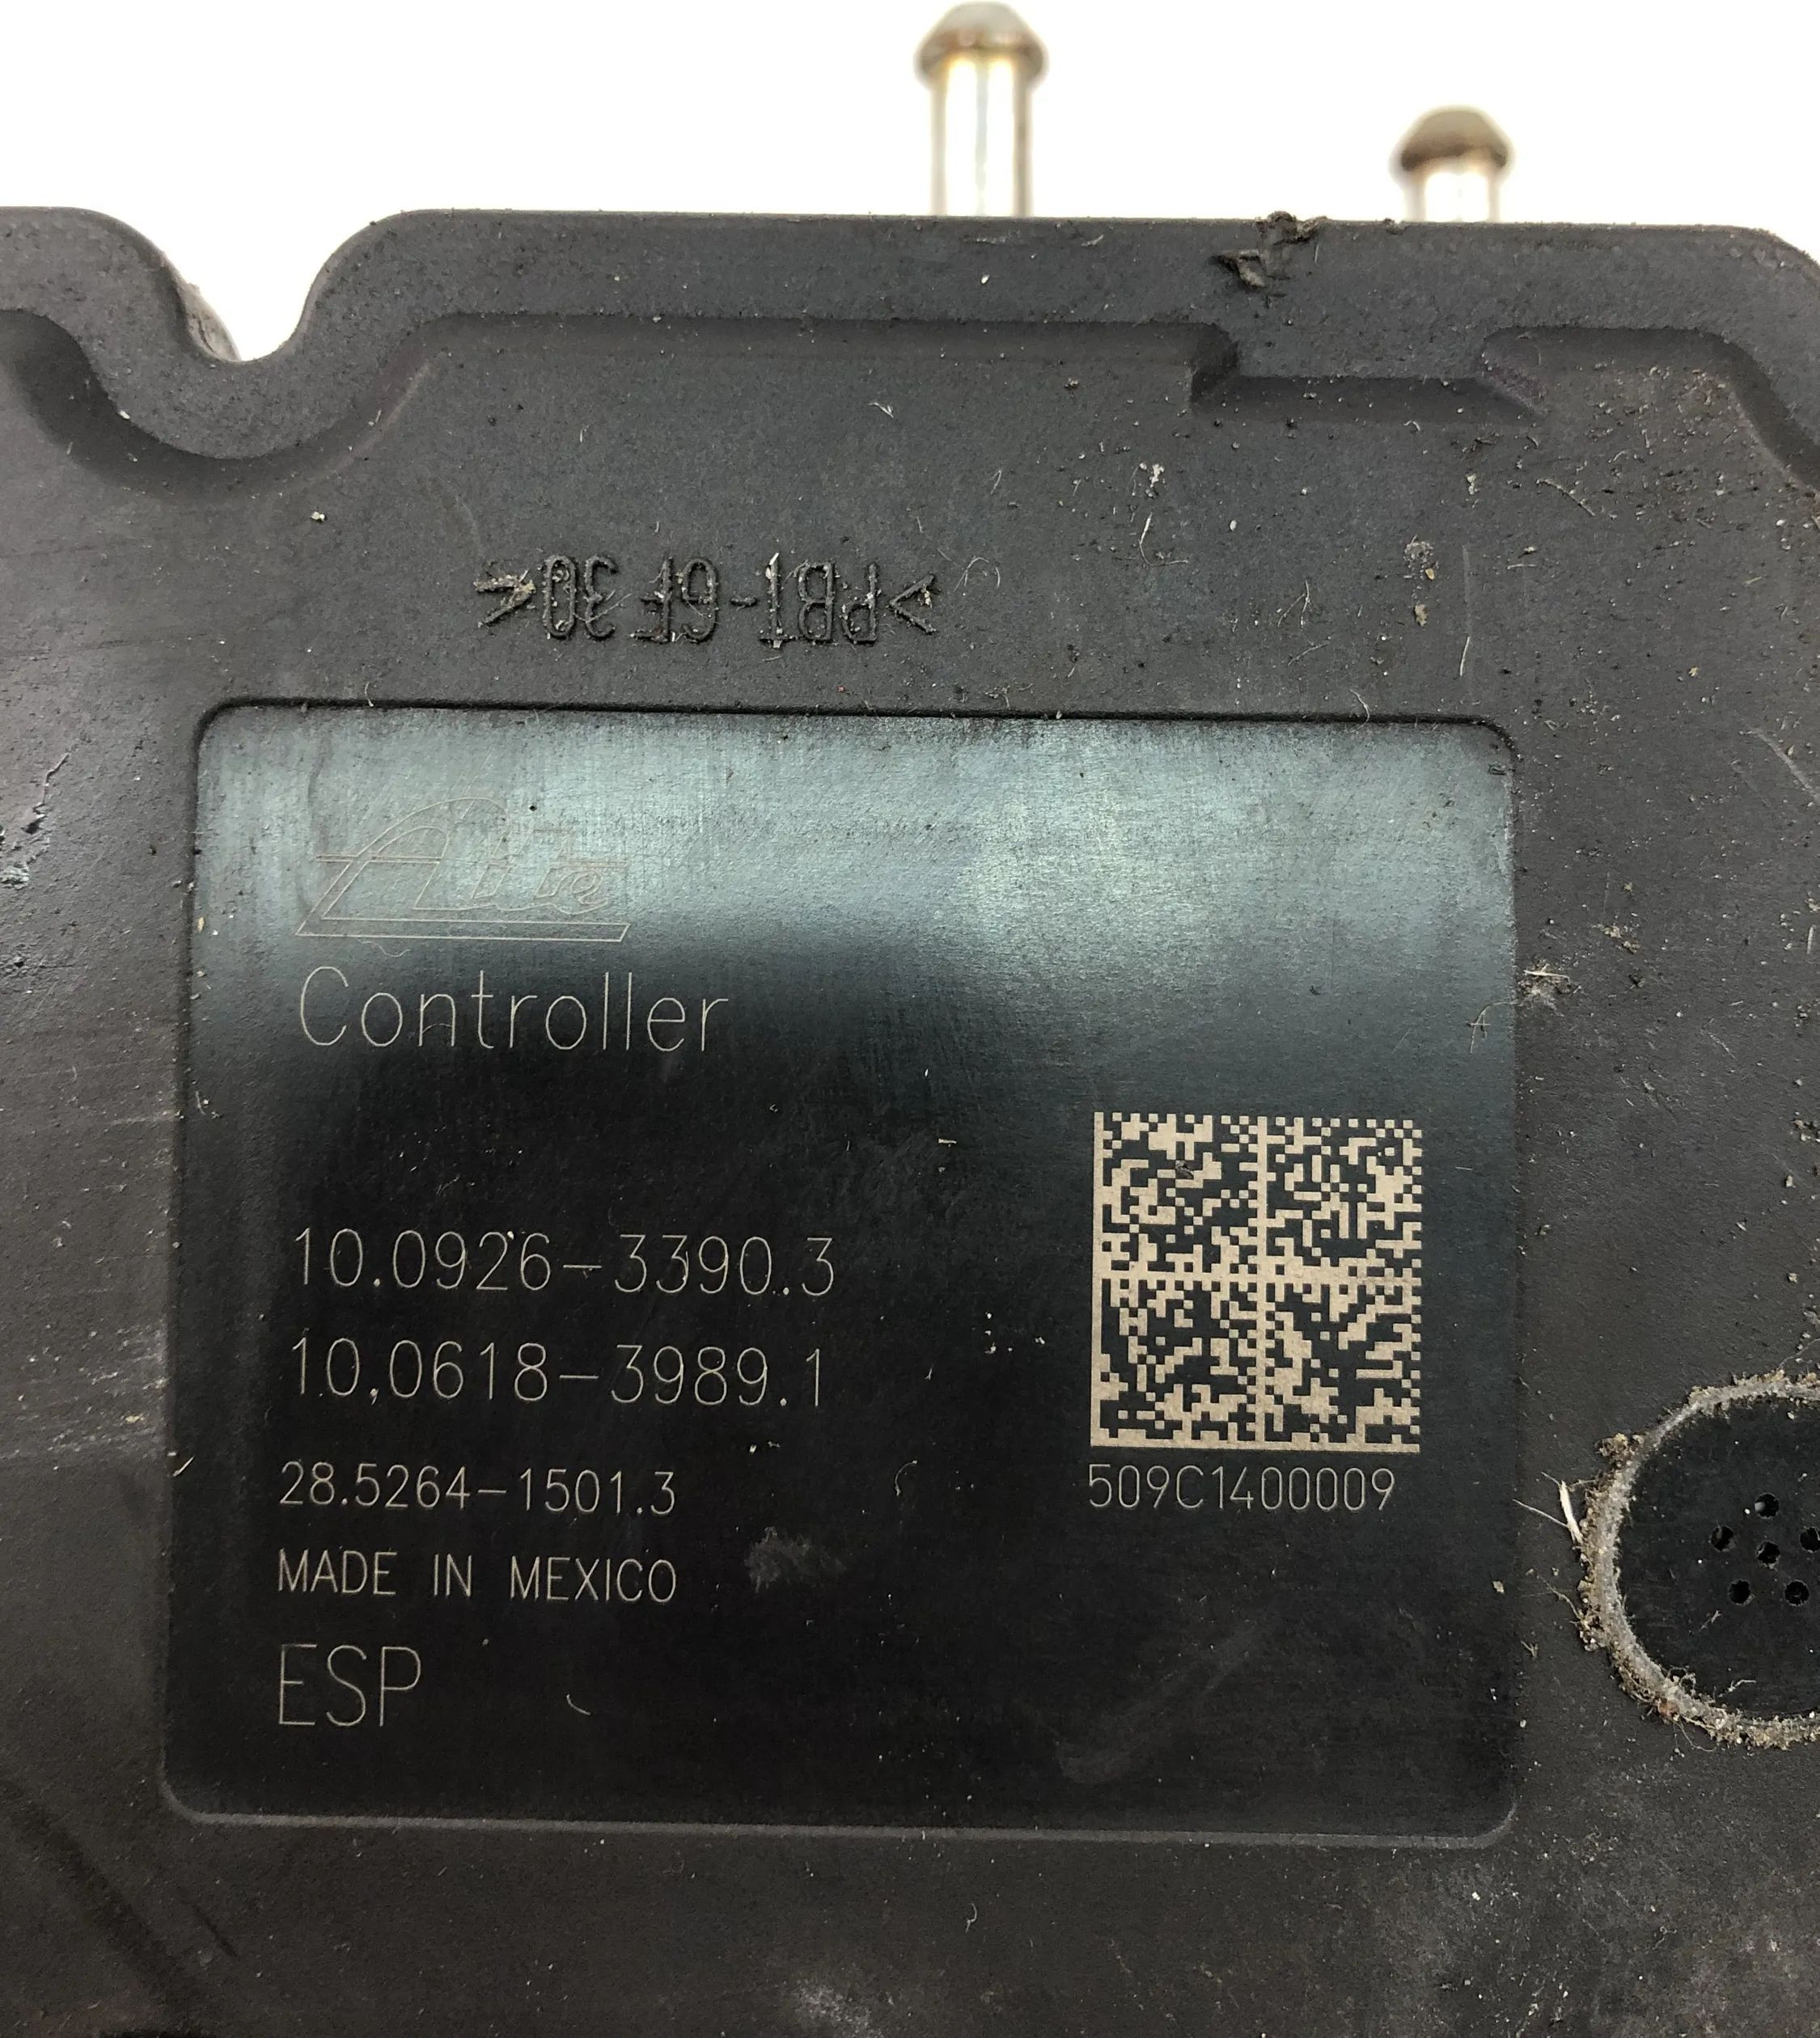 >PBT-GF30<
Ate
Controller
10.0926-3390.3
10.0618-3989.1
28.5264-1501.3
509C1400009
MADE IN MEXICO
ESP